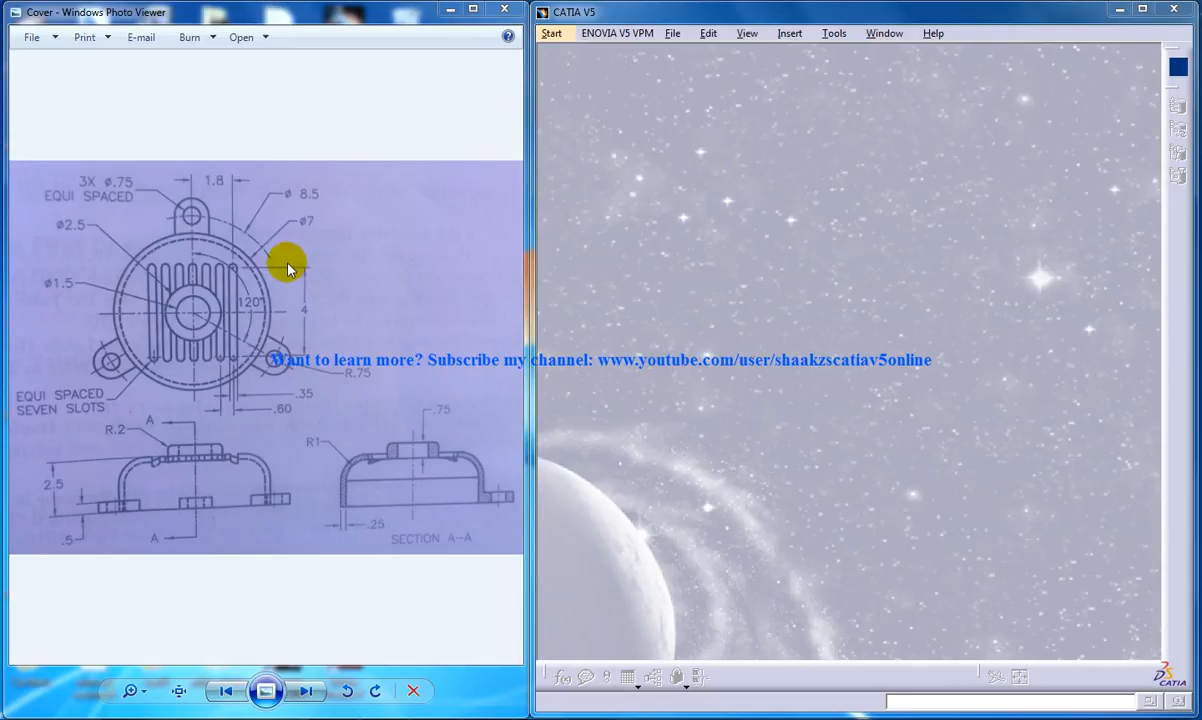 Cover - Windows Photo Viewer
File Print E-mail Burn Open
3X ø.75
EQUI SPACED
1.8
ø 8.5
ø7
ø2.5
ø1.5
120°
4
R.75
EQUI SPACED
SEVEN SLOTS
.35
.60
A
R.2
2.5
.5
A
.75
R1
.25
SECTION A-A
CATIA V5
Start ENOVIA V5 VPM File Edit View Insert Tools Window Help
Want to learn more? Subscribe my channel: www.youtube.com/user/shaakzscatiav5online
f(x)
CATIA